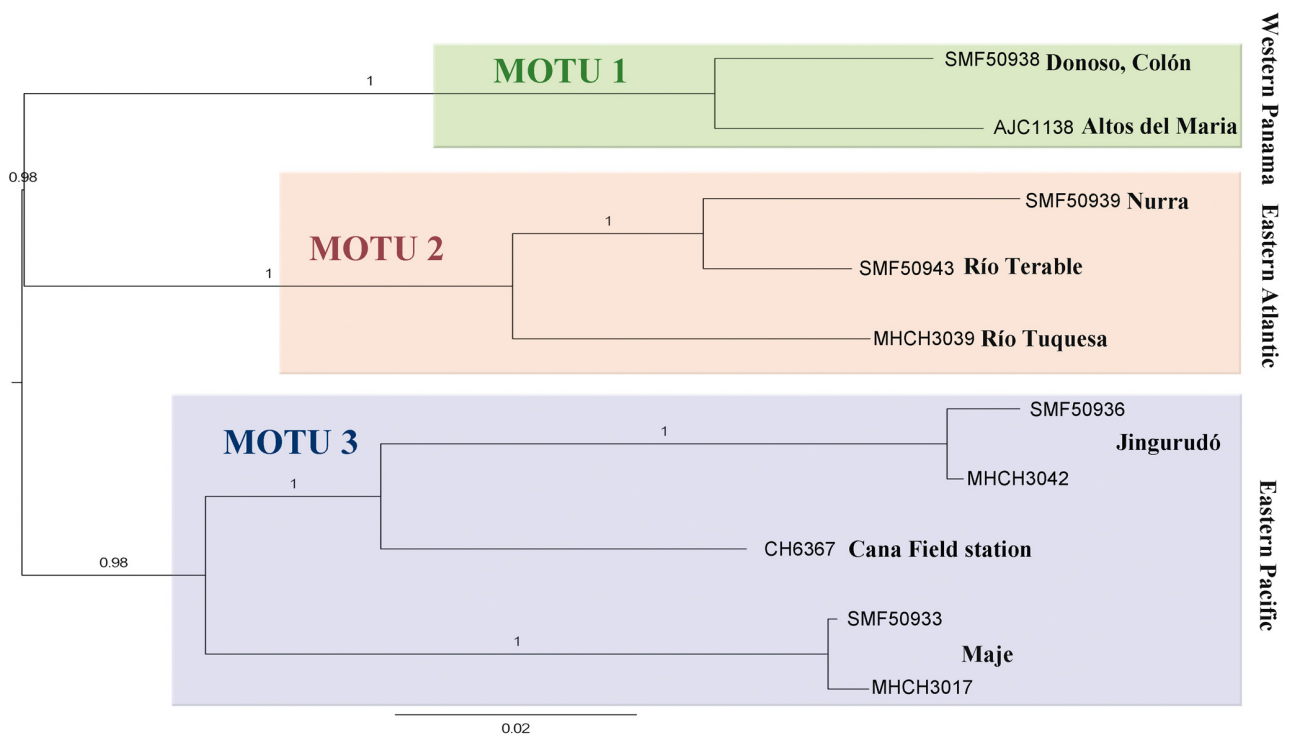 MOTU 1
1
SMF50938 Donoso, Colón
AJC1138 Altos del Maria
Western Panama
0.98
MOTU 2
1
1
SMF50939 Nurra
SMF50943 Río Terable
MHCH3039 Río Tuquesa
Eastern Atlantic
MOTU 3
1
1
0.98
1
SMF50936
Jingurudó
MHCH3042
CH6367 Cana Field station
SMF50933
Maje
MHCH3017
Eastern Pacific
0.02